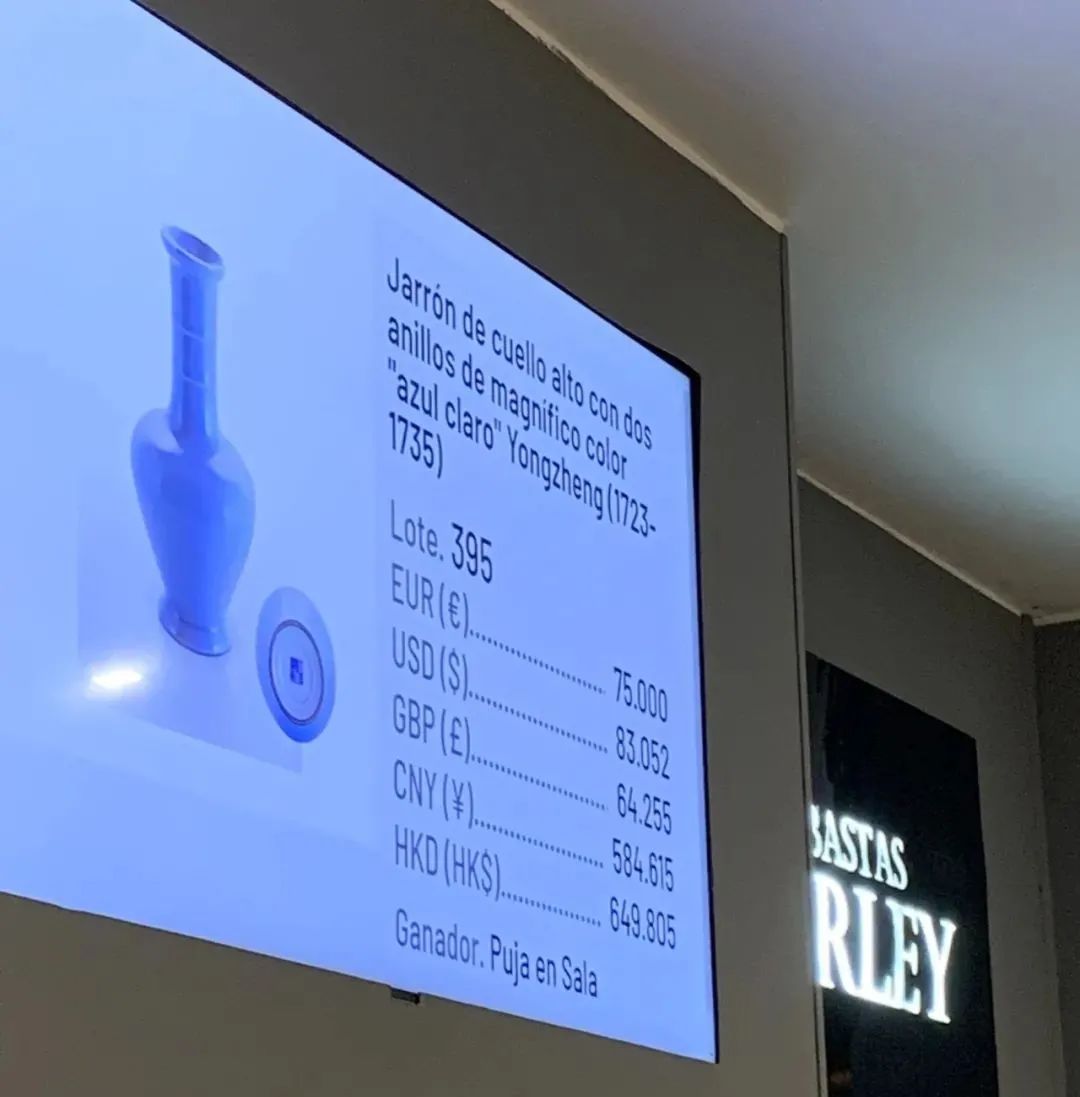 Jarrón de cuello alto con dos
anillos de magnífico color
"azul claro" Yongzheng (1723-
1735)
Lote. 395
EUR (€)................ 75.000
USD ($)................ 83.052
GBP (£)................ 64.255
CNY (¥)................ 584.615
HKD (HK$)............. 649.805
Ganador. Puja en Sala
BASTAS
RLEY